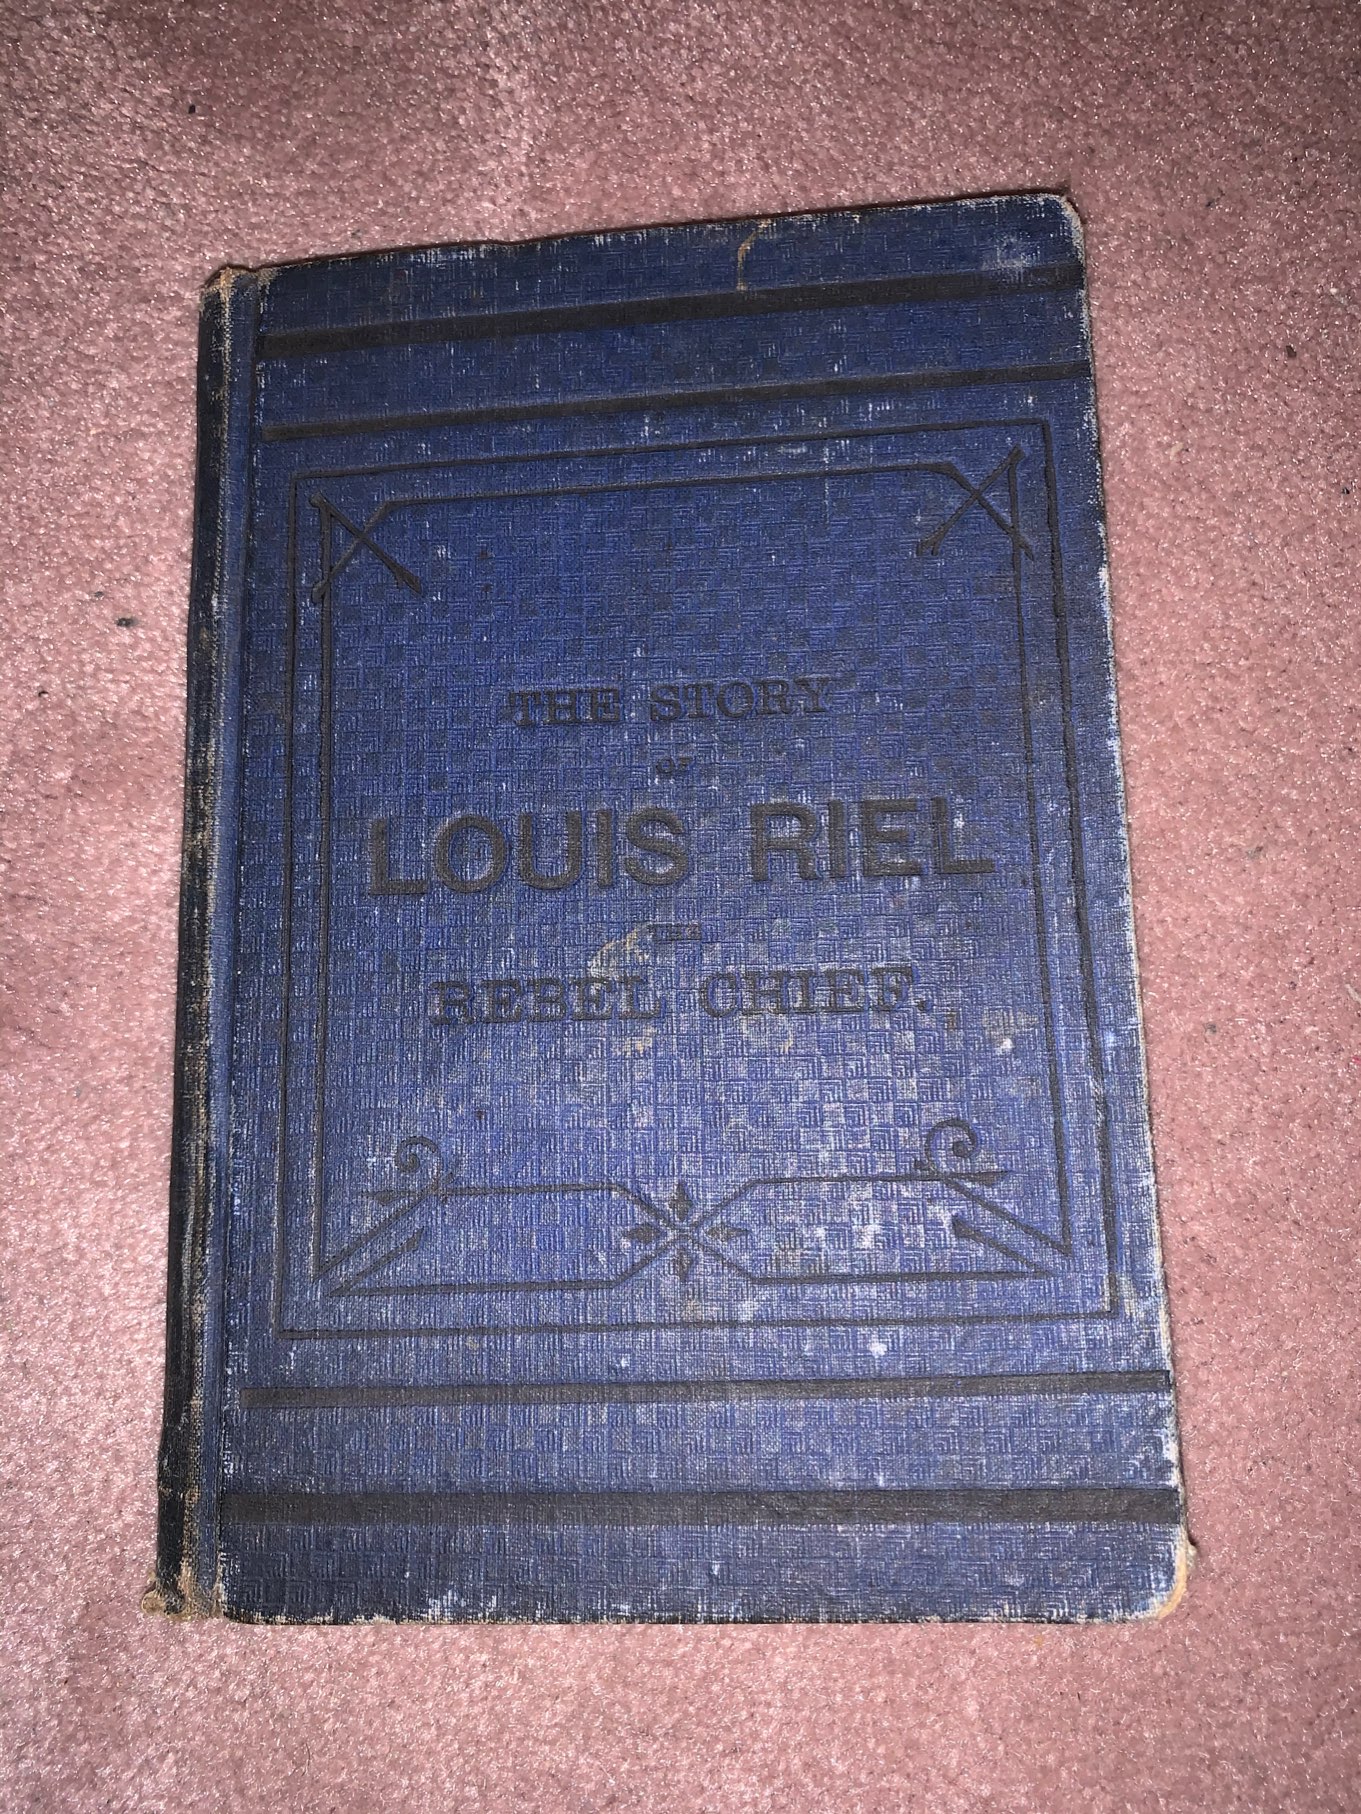 THE STORY
OF
LOUIS RIEL
THE
REBEL CHIEF.